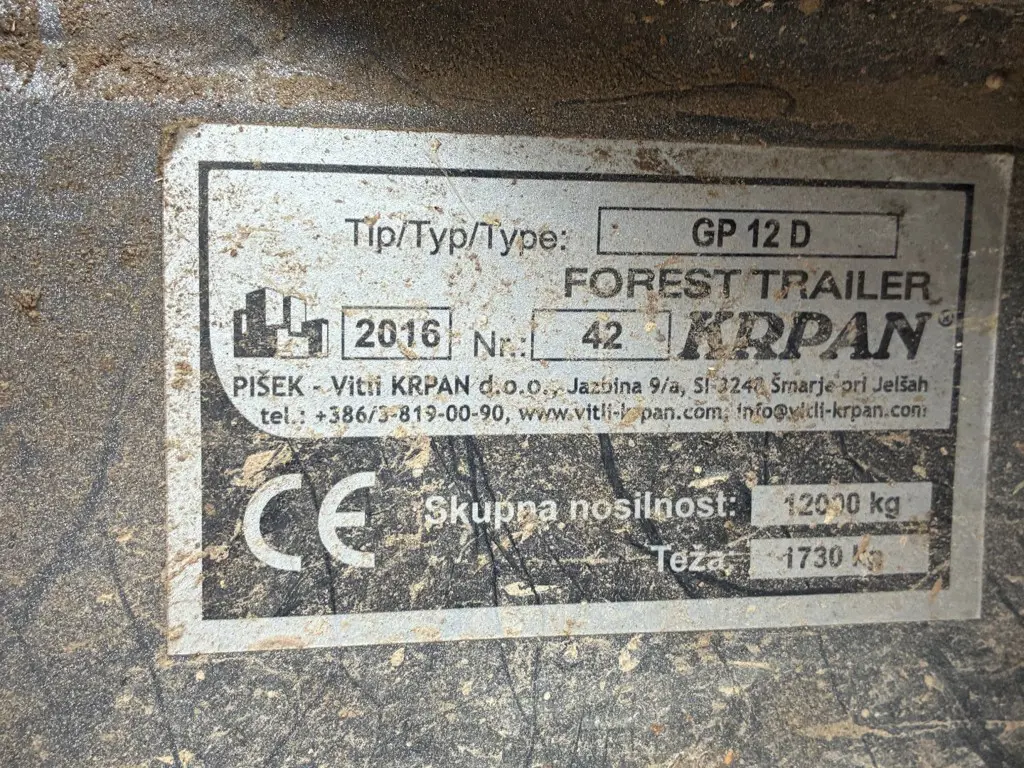 Tip/Typ/Type: GP 12 D
FOREST TRAILER
2016 Nr.: 42 KRPAN®
PIŠEK - Vitli KRPAN d.o.o., Jazbina 9/a, SI-3240 Šmarje pri Jelšah
tel.: +386/3-819-00-90, www.vitli-krpan.com, info@vitli-krpan.com
CE Skupna nosilnost: 12000 kg
Teža: 1730 kg